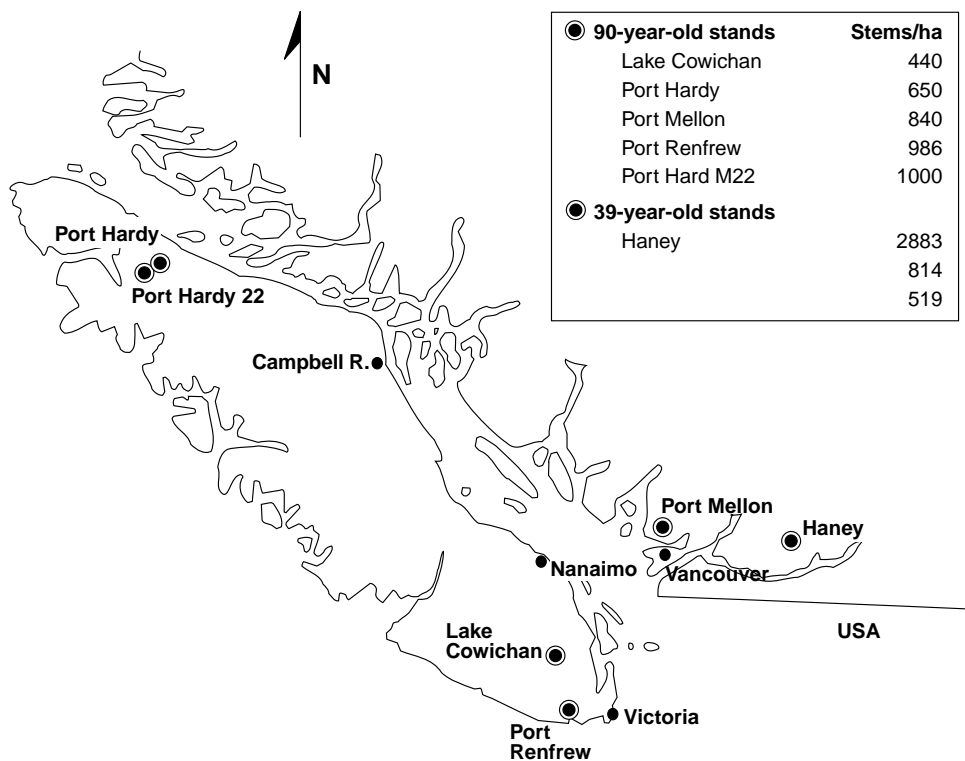 90-year-old stands Stems/ha
Lake Cowichan 440
Port Hardy 650
Port Mellon 840
Port Renfrew 986
Port Hard M22 1000
39-year-old stands
Haney 2883
814
519
N
Port Hardy
Port Hardy 22
Campbell R.
Port Mellon
Haney
Nanaimo
Vancouver
USA
Lake
Cowichan
Victoria
Port
Renfrew